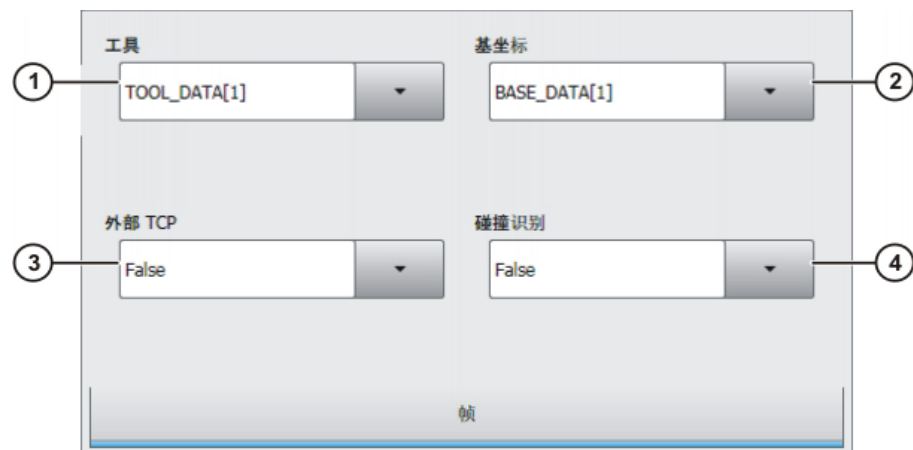 工具
基坐标
1
TOOL_DATA[1]
BASE_DATA[1]
2
外部 TCP
碰撞识别
3
False
False
4
帧